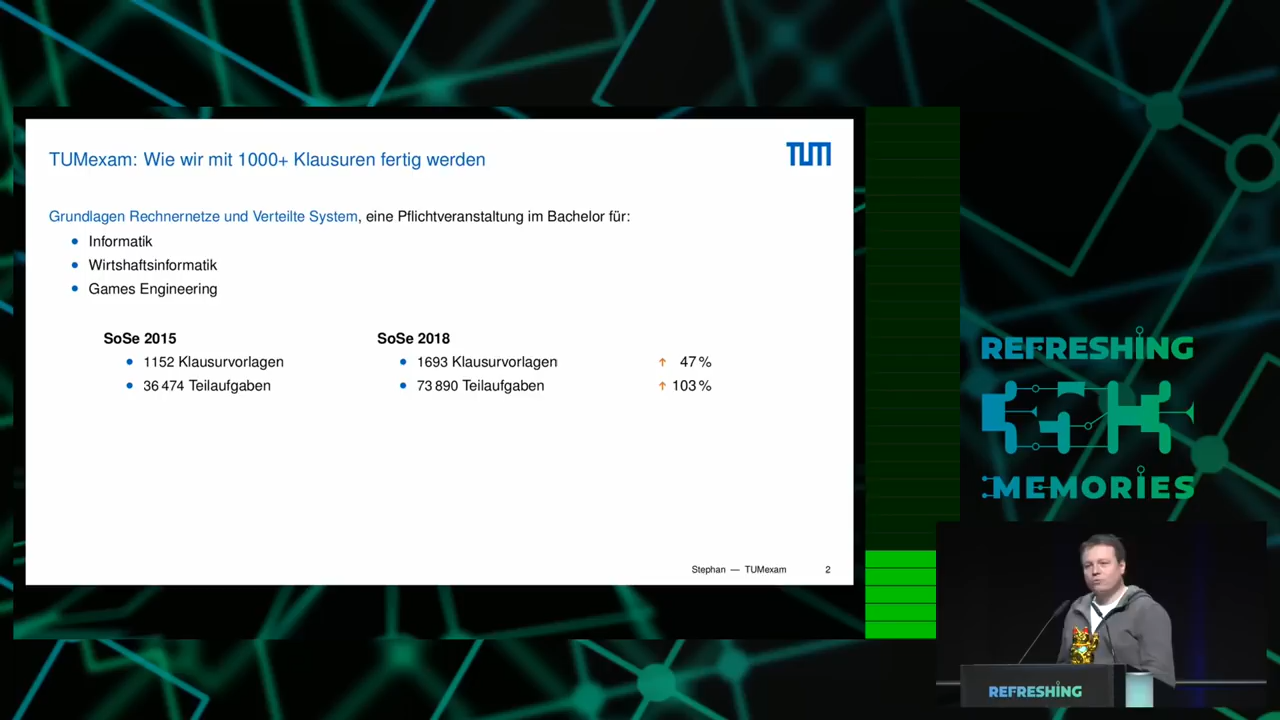 TUMexam: Wie wir mit 1000+ Klausuren fertig werden
TUM
Grundlagen Rechnernetze und Verteilte System, eine Pflichtveranstaltung im Bachelor für:
• Informatik
• Wirtshaftsinformatik
• Games Engineering
SoSe 2015
• 1152 Klausurvorlagen
• 36 474 Teilaufgaben
SoSe 2018
• 1693 Klausurvorlagen
• 73 890 Teilaufgaben
↑ 47 %
↑ 103 %
Stephan — TUMexam 2
REFRESHING
MEMORIES
REFRESHING